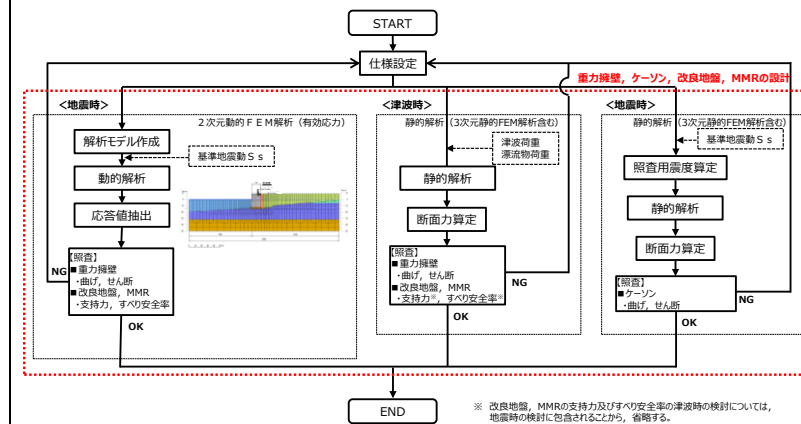 START
仕様設定
重力擁壁，ケーソン，改良地盤，MMRの設計
＜地震時＞
２次元動的ＦＥＭ解析（有効応力）
解析モデル作成
基準地震動Ｓｓ
動的解析
応答値抽出
【照査】
■重力擁壁
・曲げ，せん断
■改良地盤，MMR
・支持力，すべり安全率
NG
OK
＜津波時＞
静的解析（3次元静的FEM解析含む）
津波荷重
漂流物荷重
静的解析
断面力算定
【照査】
■重力擁壁
・曲げ，せん断
■改良地盤，MMR
・支持力※，すべり安全率※
NG
OK
＜地震時＞
静的解析（3次元静的FEM解析含む）
基準地震動Ｓｓ
照査用震度算定
静的解析
断面力算定
【照査】
■ケーソン
・曲げ，せん断
NG
OK
END
※ 改良地盤，MMRの支持力及びすべり安全率の津波時の検討については，
地震時の検討に包含されることから，省略する。